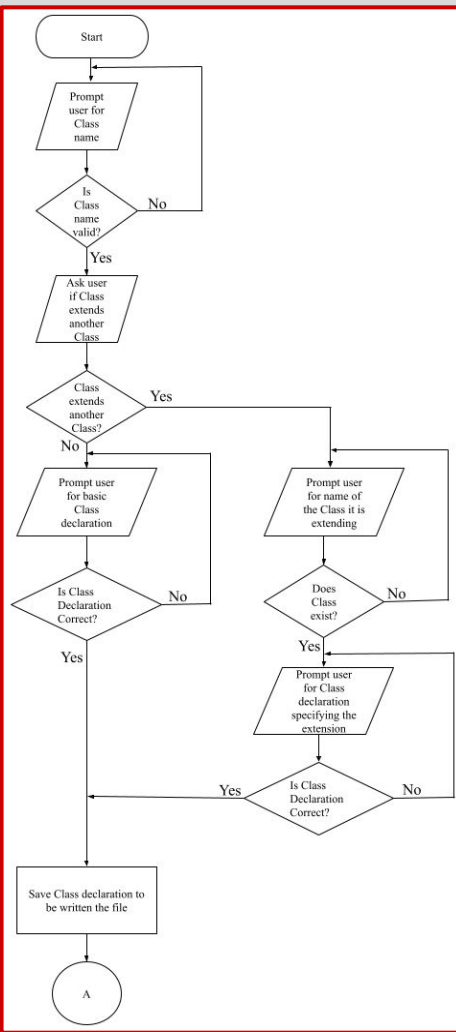 Start
Prompt
user for
Class
name
Is
Class
name
valid?
No
Yes
Ask user
if Class
extends
another
Class
Class
extends
another
Class?
Yes
No
Prompt user
for basic
Class
declaration
Is Class
Declaration
Correct?
No
Yes
Prompt user
for name of
the Class it is
extending
Does
Class
exist?
No
Yes
Prompt user
for Class
declaration
specifying the
extension
Is Class
Declaration
Correct?
No
Yes
Save Class declaration to
be written the file
A